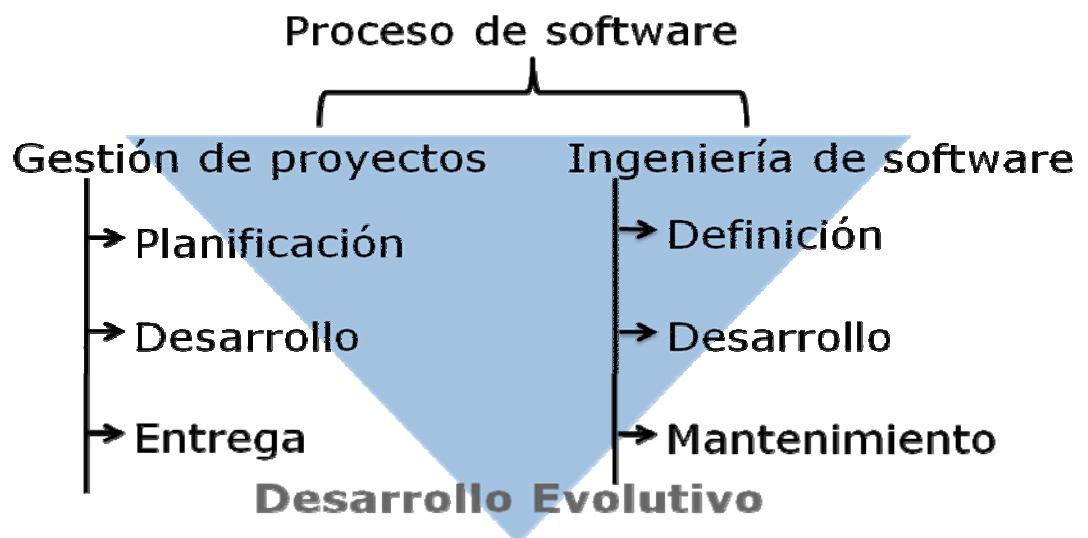 Proceso de software
Gestión de proyectos
Planificación
Desarrollo
Entrega
Ingeniería de software
Definición
Desarrollo
Mantenimiento
Desarrollo Evolutivo